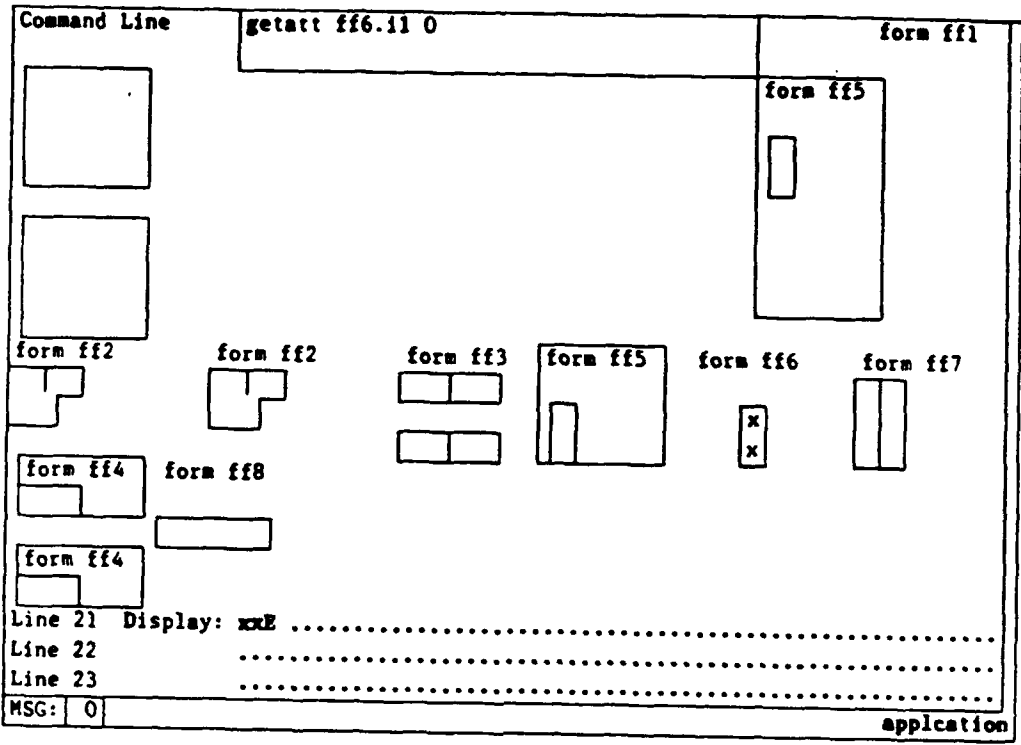 Command Line getatt ff6.i1 0 form ff1
form ff5
form ff2 form ff2 form ff3 form ff5 form ff6 form ff7
x
x
form ff4 form ff8
form ff4
Line 21 Display: xxE ............................................................
Line 22 ................................................................
Line 23 ................................................................
MSG: 0 applcation